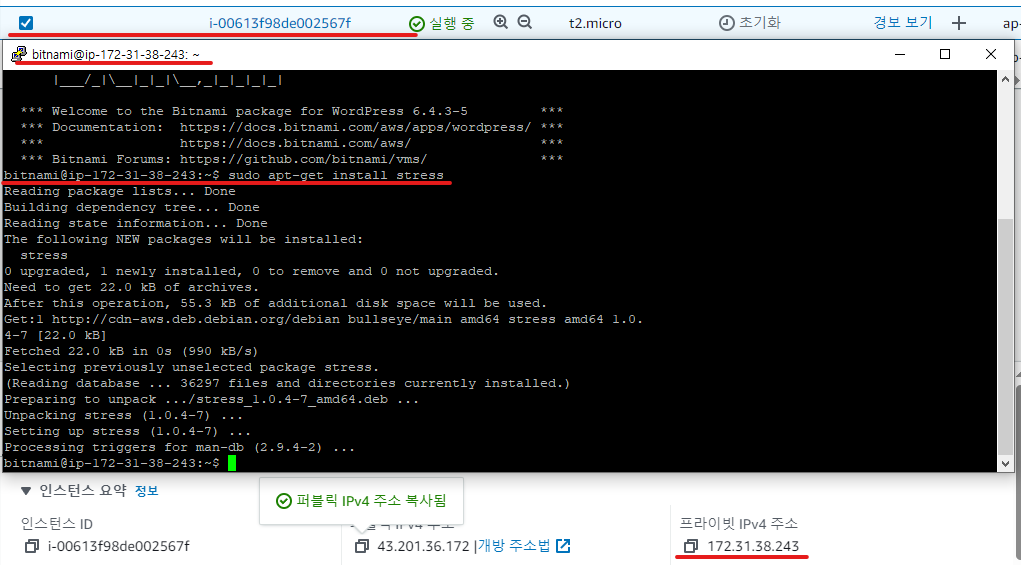 i-00613f98de002567f 실행 중 t2.micro 초기화 경보 보기 + ap-
bitnami@ip-172-31-38-243: ~
|___/_|\__|_|_|\__,_|_|_|_|_|
*** Welcome to the Bitnami package for WordPress 6.4.3-5 ***
*** Documentation: https://docs.bitnami.com/aws/apps/wordpress/ ***
*** https://docs.bitnami.com/aws/ ***
*** Bitnami Forums: https://github.com/bitnami/vms/ ***
bitnami@ip-172-31-38-243:~$ sudo apt-get install stress
Reading package lists... Done
Building dependency tree... Done
Reading state information... Done
The following NEW packages will be installed:
stress
0 upgraded, 1 newly installed, 0 to remove and 0 not upgraded.
Need to get 22.0 kB of archives.
After this operation, 55.3 kB of additional disk space will be used.
Get:1 http://cdn-aws.deb.debian.org/debian bullseye/main amd64 stress amd64 1.0.
4-7 [22.0 kB]
Fetched 22.0 kB in 0s (990 kB/s)
Selecting previously unselected package stress.
(Reading database ... 36297 files and directories currently installed.)
Preparing to unpack .../stress_1.0.4-7_amd64.deb ...
Unpacking stress (1.0.4-7) ...
Setting up stress (1.0.4-7) ...
Processing triggers for man-db (2.9.4-2) ...
bitnami@ip-172-31-38-243:~$
▼ 인스턴스 요약 정보
퍼블릭 IPv4 주소 복사됨
인스턴스 ID
퍼블릭 IPv4 주소
프라이빗 IPv4 주소
i-00613f98de002567f
43.201.36.172 |개방 주소법
172.31.38.243